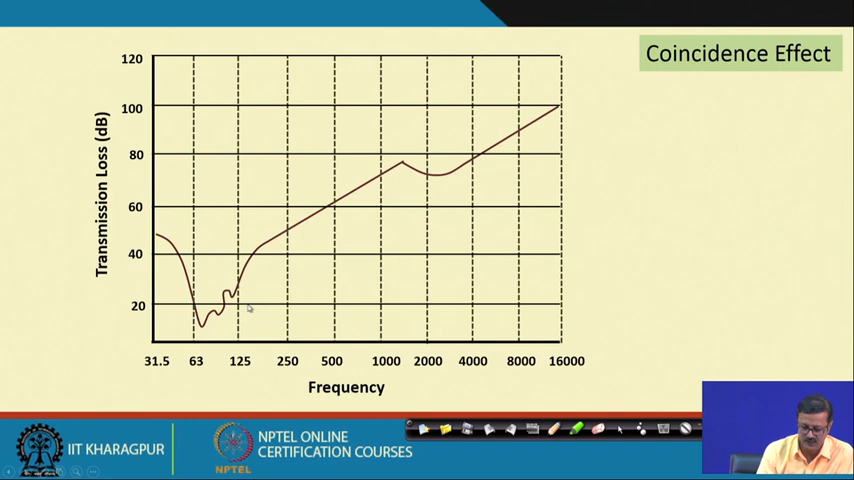 Coincidence Effect
120
100
80
60
40
20
Transmission Loss (dB)
31.5 63 125 250 500 1000 2000 4000 8000 16000
Frequency
IIT KHARAGPUR
NPTEL
NPTEL ONLINE
CERTIFICATION COURSES